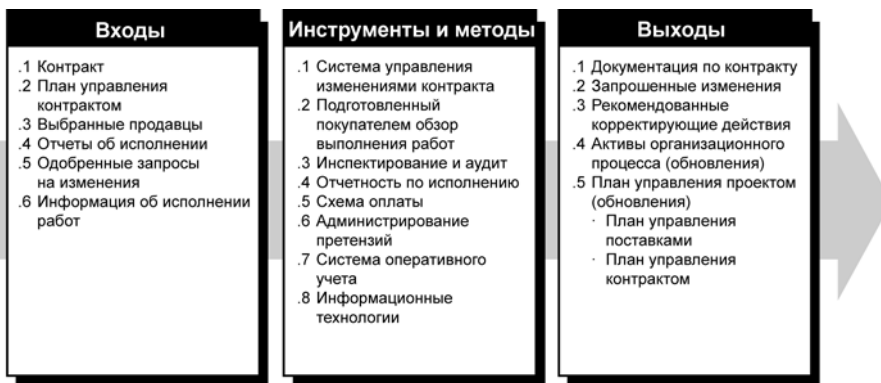 Входы
.1 Контракт
.2 План управления
контрактом
.3 Выбранные продавцы
.4 Отчеты об исполнении
.5 Одобренные запросы
на изменения
.6 Информация об исполнении
работ
Инструменты и методы
.1 Система управления
изменениями контракта
.2 Подготовленный
покупателем обзор
выполнения работ
.3 Инспектирование и аудит
.4 Отчетность по исполнению
.5 Схема оплаты
.6 Администрирование
претензий
.7 Система оперативного
учета
.8 Информационные
технологии
Выходы
.1 Документация по контракту
.2 Запрошенные изменения
.3 Рекомендованные
корректирующие действия
.4 Активы организационного
процесса (обновления)
.5 План управления проектом
(обновления)
· План управления
поставками
· План управления
контрактом